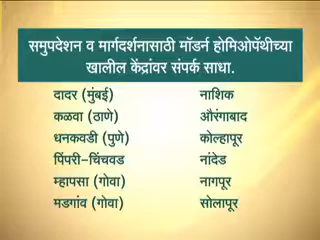 समुपदेशन व मार्गदर्शनासाठी मॉडर्न होमिओपॅथीच्या
खालील केंद्रांवर संपर्क साधा.
दादर (मुंबई) नाशिक
कळवा (ठाणे) औरंगाबाद
धनकवडी (पुणे) कोल्हापूर
पिंपरी-चिंचवड नांदेड
म्हापसा (गोवा) नागपूर
मडगांव (गोवा) सोलापूर